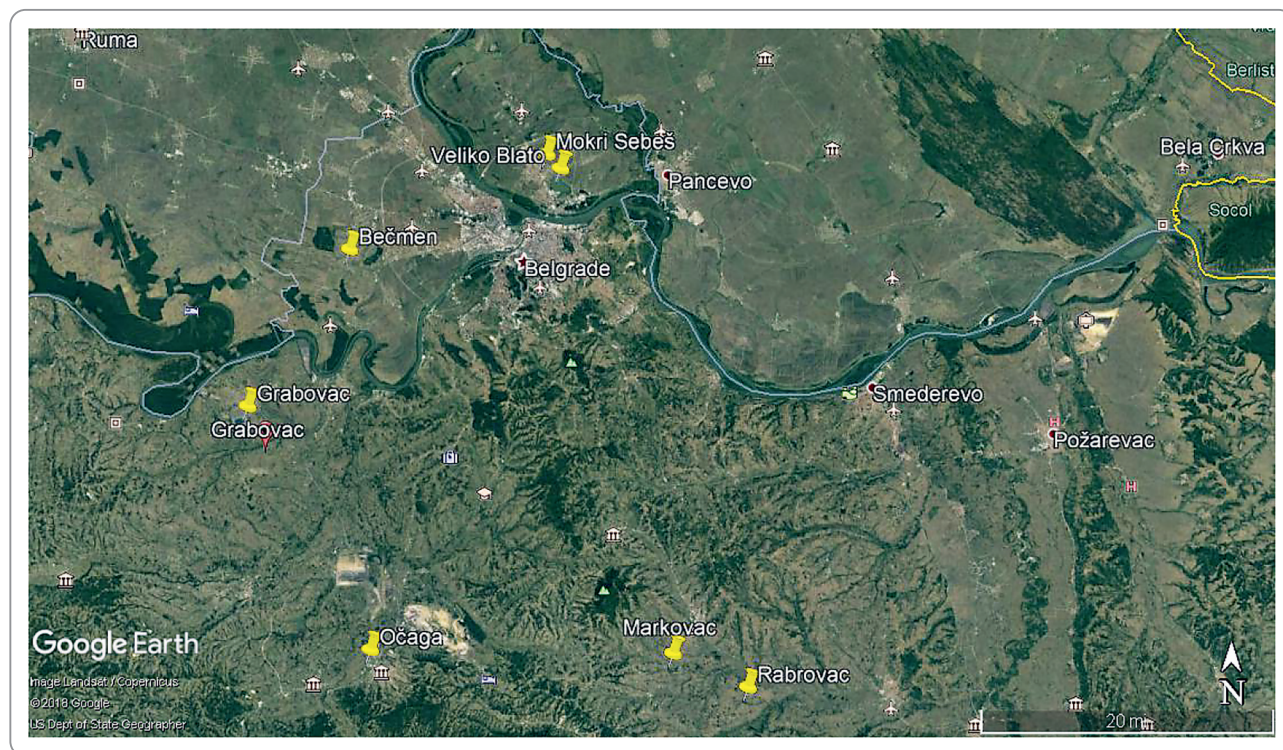 Ruma
Berlist
Mokri Sebeš
Veliko Blato
Bela Crkva
Pancevo
Socol
Bečmen
Belgrade
Grabovac
Smederevo
Grabovac
Požarevac
Markovac
Očaga
Google Earth
Rabrovac
Image Landsat / Copernicus
©2018 Google
US Dept of State Geographer
N
20 mi